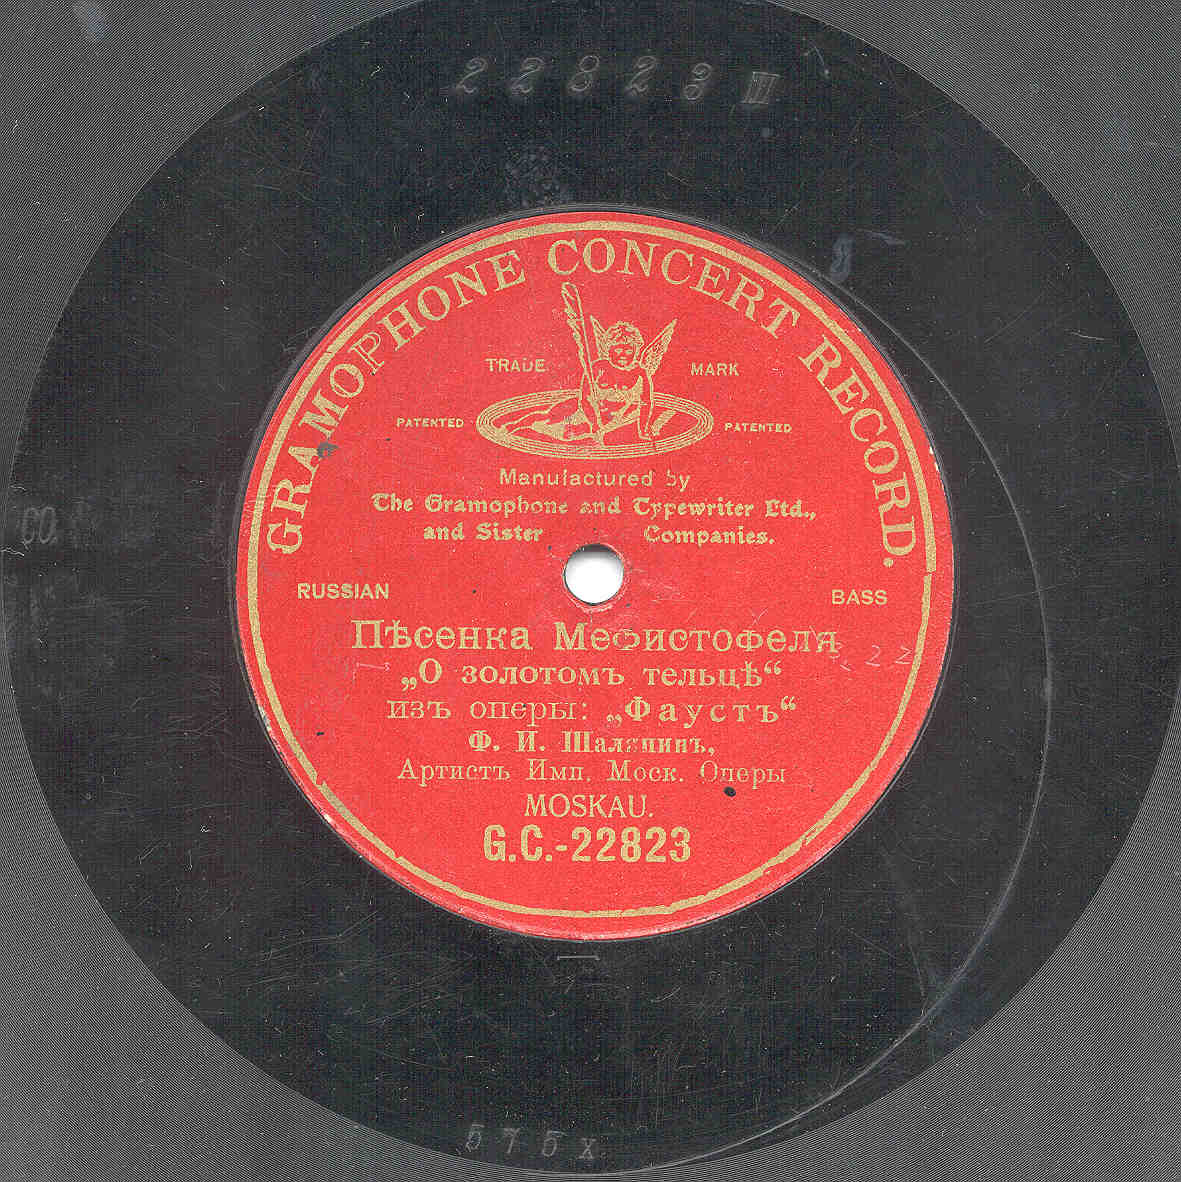 22823 III
GRAMOPHONE CONCERT RECORD.
TRADE MARK
PATENTED PATENTED
Manufactured by
The Gramophone and Typewriter Ltd.,
and Sister Companies.
RUSSIAN BASS
Пѣсенка Мефистофеля
„О золотомъ тельцѣ“
изъ оперы: „Фаустъ“
Ф. И. Шаляпинъ,
Артистъ Имп. Моск. Оперы
MOSKAU.
G.C.-22823
575x